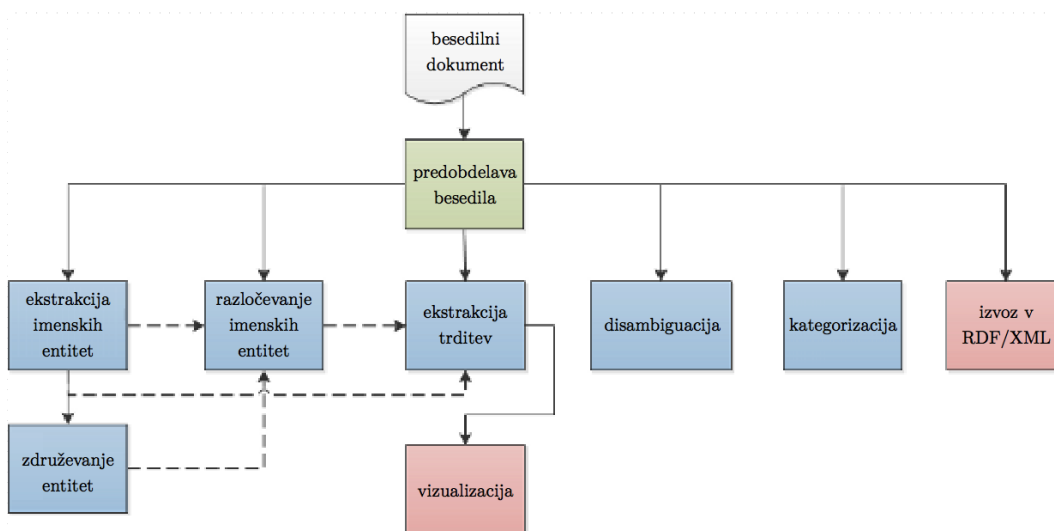 besedilni
dokument
predobdelava
besedila
ekstrakcija
imenskih
entitet
razločevanje
imenskih
entitet
ekstrakcija
trditev
disambiguacija
kategorizacija
izvoz v
RDF/XML
združevanje
entitet
vizualizacija